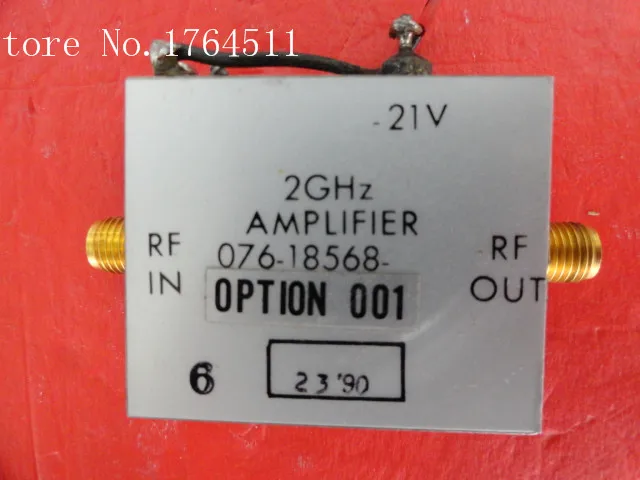 tore No.1764511
-21V
2GHz
AMPLIFIER
076-18568-
OPTION 001
RF
IN
RF
OUT
6
23'90